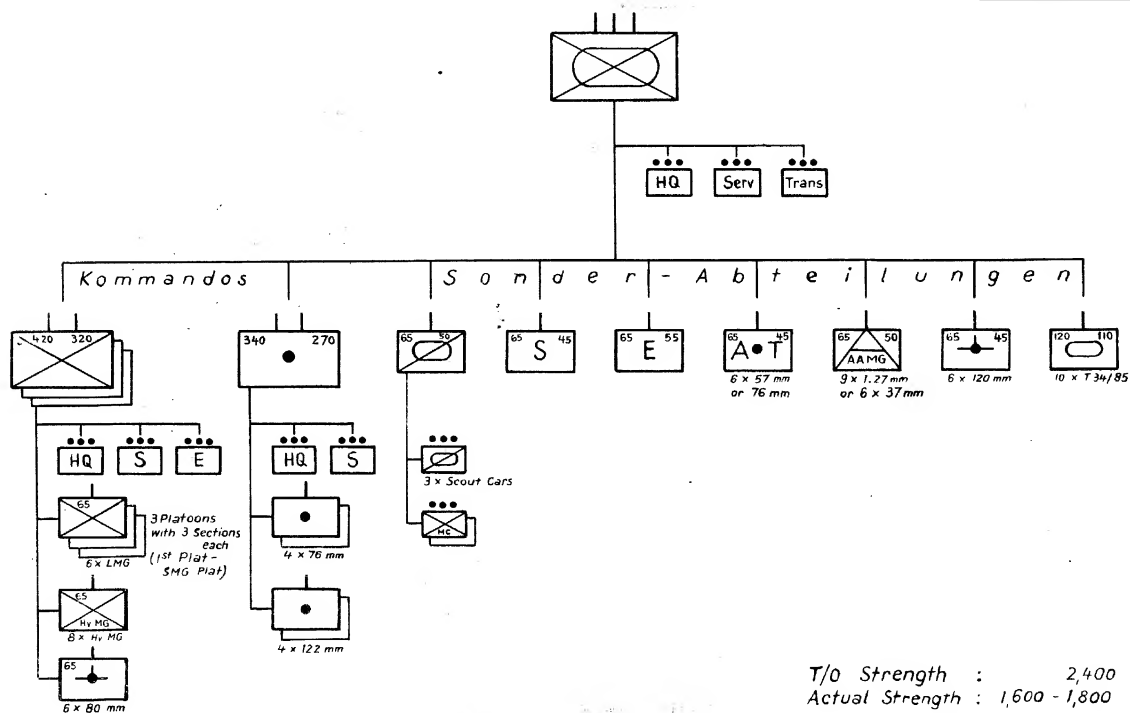 HQ Serv Trans
Kommandos Sonder-Abteilungen
420 320
340 270
65 50
65 S 45
65 E 55
65 A T 45
6 x 57 mm
or 76 mm
65 50
AAMG
9 x 1.27 mm
or 6 x 37 mm
65 45
6 x 120 mm
120 110
10 x T 34/85
HQ S E
HQ S
65
6 x LMG
3 Platoons
with 3 Sections
each
(1st Plat-
SMG Plat)
65
Hv MG
8 x Hv MG
65
6 x 80 mm
4 x 76 mm
4 x 122 mm
3 x Scout Cars
MC
T/O Strength : 2,400
Actual Strength : 1,600 - 1,800